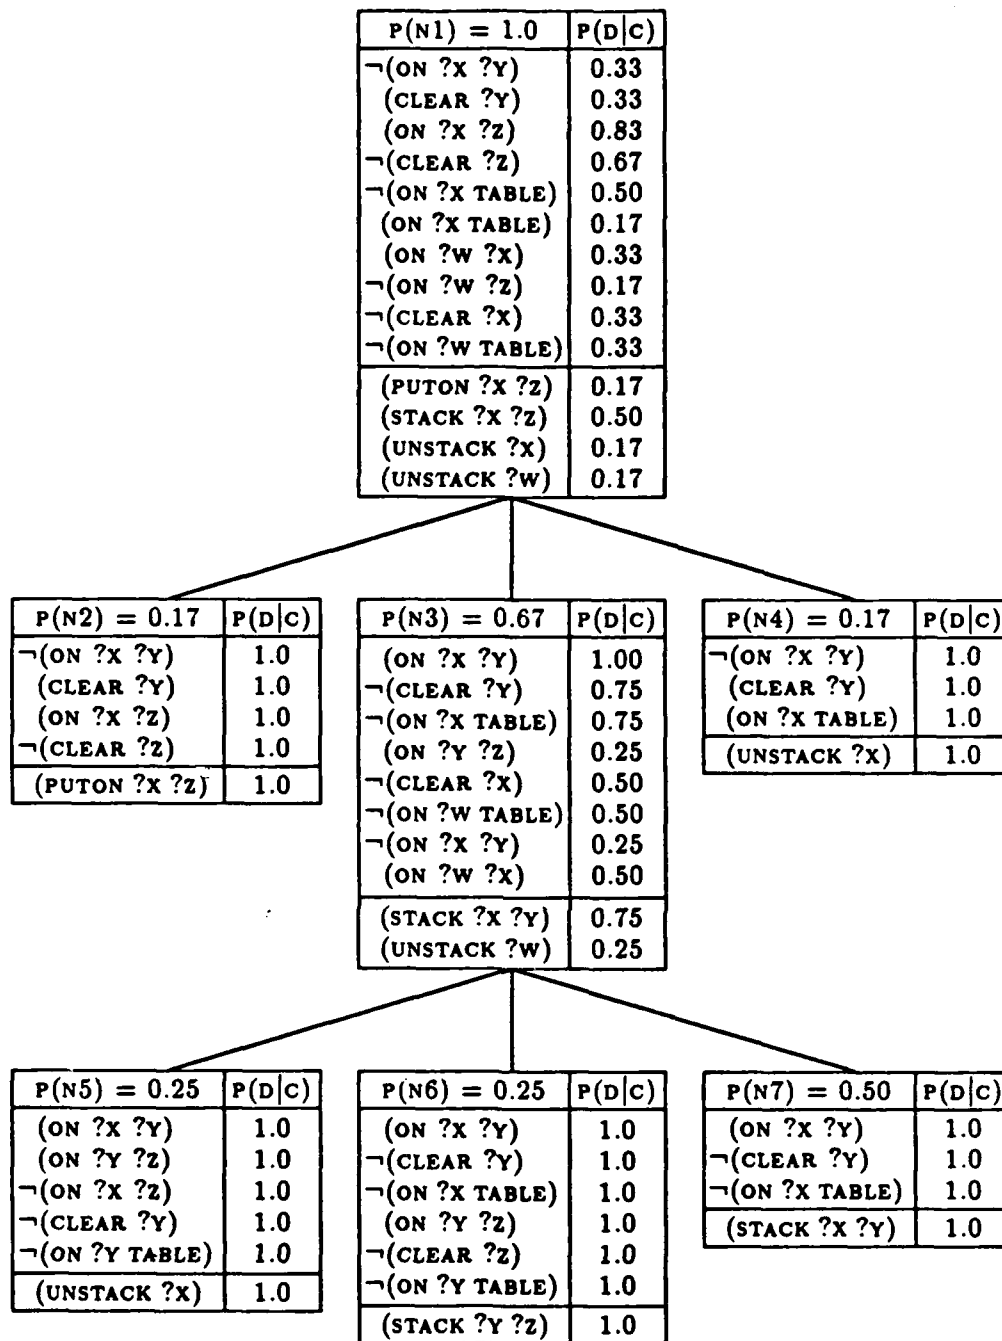 P(N1) = 1.0 P(D|C)
¬(ON ?X ?Y) 0.33
(CLEAR ?Y) 0.33
(ON ?X ?Z) 0.83
¬(CLEAR ?Z) 0.67
¬(ON ?X TABLE) 0.50
(ON ?X TABLE) 0.17
(ON ?W ?X) 0.33
¬(ON ?W ?Z) 0.17
¬(CLEAR ?X) 0.33
¬(ON ?W TABLE) 0.33
(PUTON ?X ?Z) 0.17
(STACK ?X ?Z) 0.50
(UNSTACK ?X) 0.17
(UNSTACK ?W) 0.17
P(N2) = 0.17 P(D|C)
¬(ON ?X ?Y) 1.0
(CLEAR ?Y) 1.0
(ON ?X ?Z) 1.0
¬(CLEAR ?Z) 1.0
(PUTON ?X ?Z) 1.0
P(N3) = 0.67 P(D|C)
(ON ?X ?Y) 1.00
¬(CLEAR ?Y) 0.75
¬(ON ?X TABLE) 0.75
(ON ?Y ?Z) 0.25
¬(CLEAR ?X) 0.50
¬(ON ?W TABLE) 0.50
¬(ON ?X ?Y) 0.25
(ON ?W ?X) 0.50
(STACK ?X ?Y) 0.75
(UNSTACK ?W) 0.25
P(N4) = 0.17 P(D|C)
¬(ON ?X ?Y) 1.0
(CLEAR ?Y) 1.0
(ON ?X TABLE) 1.0
(UNSTACK ?X) 1.0
P(N5) = 0.25 P(D|C)
(ON ?X ?Y) 1.0
(ON ?Y ?Z) 1.0
¬(ON ?X ?Z) 1.0
¬(CLEAR ?Y) 1.0
¬(ON ?Y TABLE) 1.0
(UNSTACK ?X) 1.0
P(N6) = 0.25 P(D|C)
(ON ?X ?Y) 1.0
¬(CLEAR ?Y) 1.0
¬(ON ?X TABLE) 1.0
(ON ?Y ?Z) 1.0
¬(CLEAR ?Z) 1.0
¬(ON ?Y TABLE) 1.0
(STACK ?Y ?Z) 1.0
P(N7) = 0.50 P(D|C)
(ON ?X ?Y) 1.0
¬(CLEAR ?Y) 1.0
¬(ON ?X TABLE) 1.0
(STACK ?X ?Y) 1.0